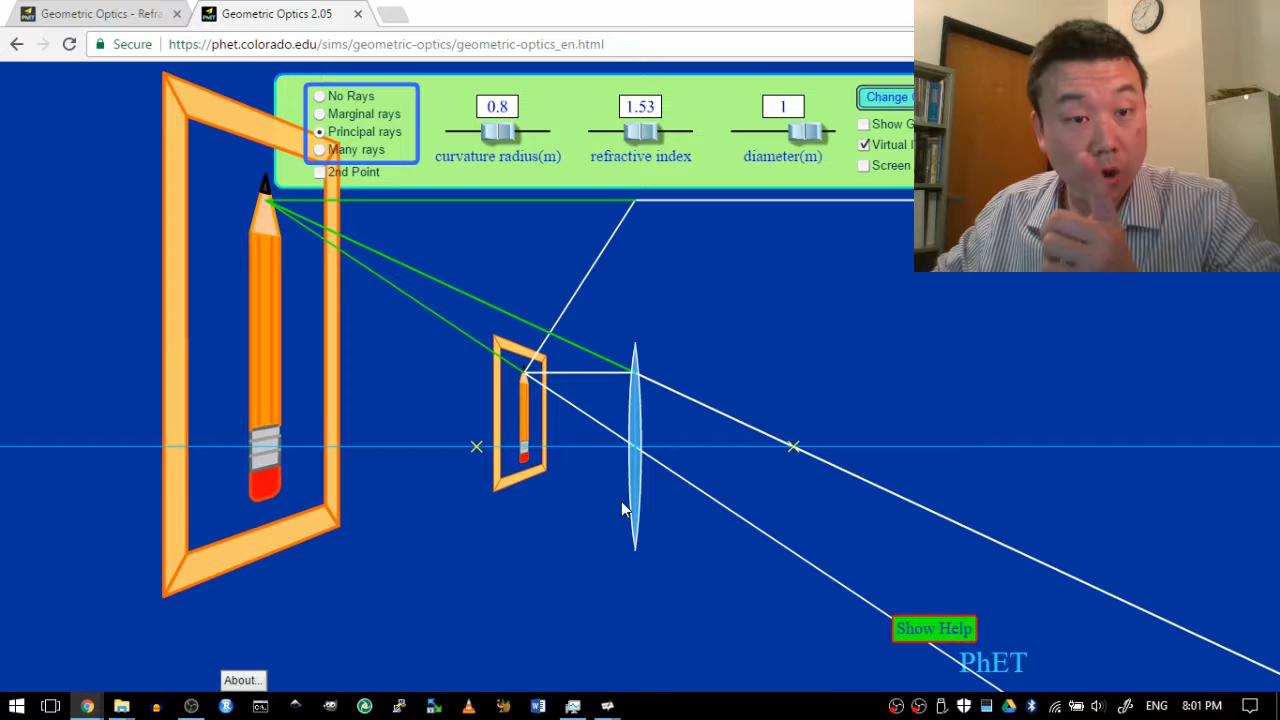 Geometric Optics - Refra
Geometric Optics 2.05
Secure
https://phet.colorado.edu/sims/geometric-optics/geometric-optics_en.html
No Rays
Marginal rays
Principal rays
Many rays
2nd Point
0.8
curvature radius(m)
1.53
refractive index
1
diameter(m)
Change
Show G
Virtual I
Screen
Show Help
PhET
About...
ENG
8:01 PM